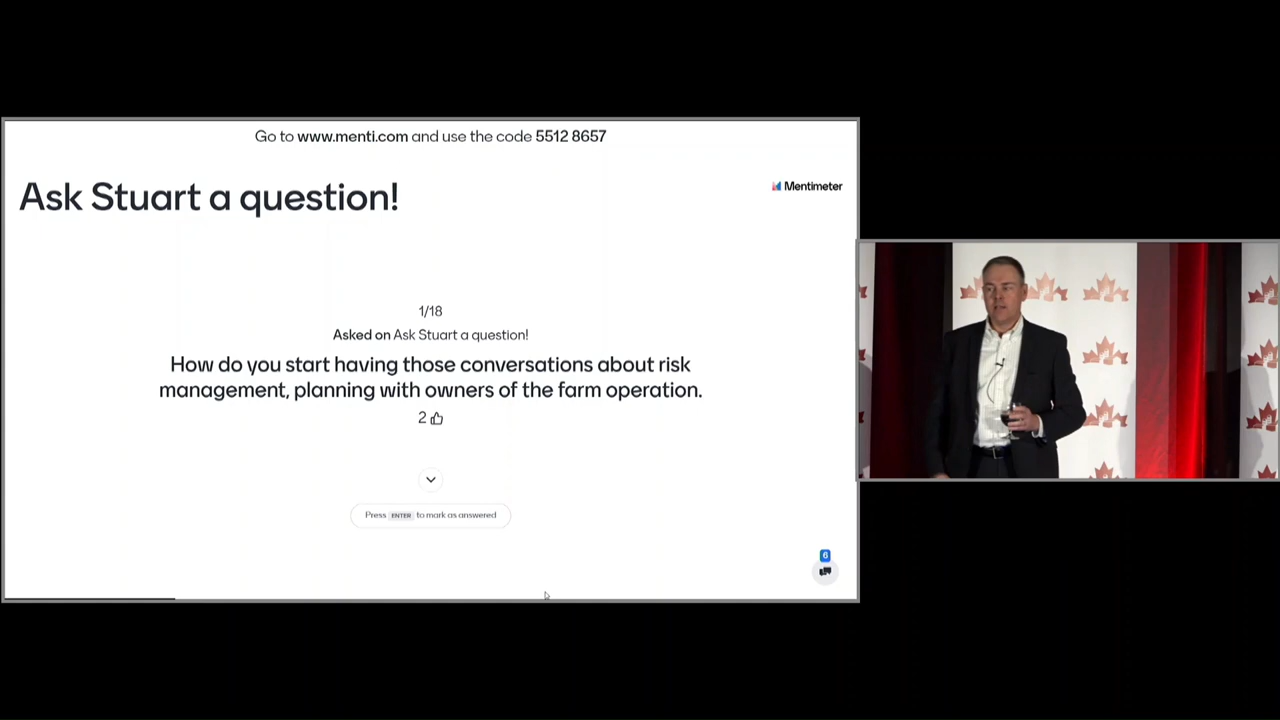 Go to www.menti.com and use the code 5512 8657
Ask Stuart a question!
Mentimeter
1/18
Asked on Ask Stuart a question!
How do you start having those conversations about risk
management, planning with owners of the farm operation.
2
Press ENTER to mark as answered
6